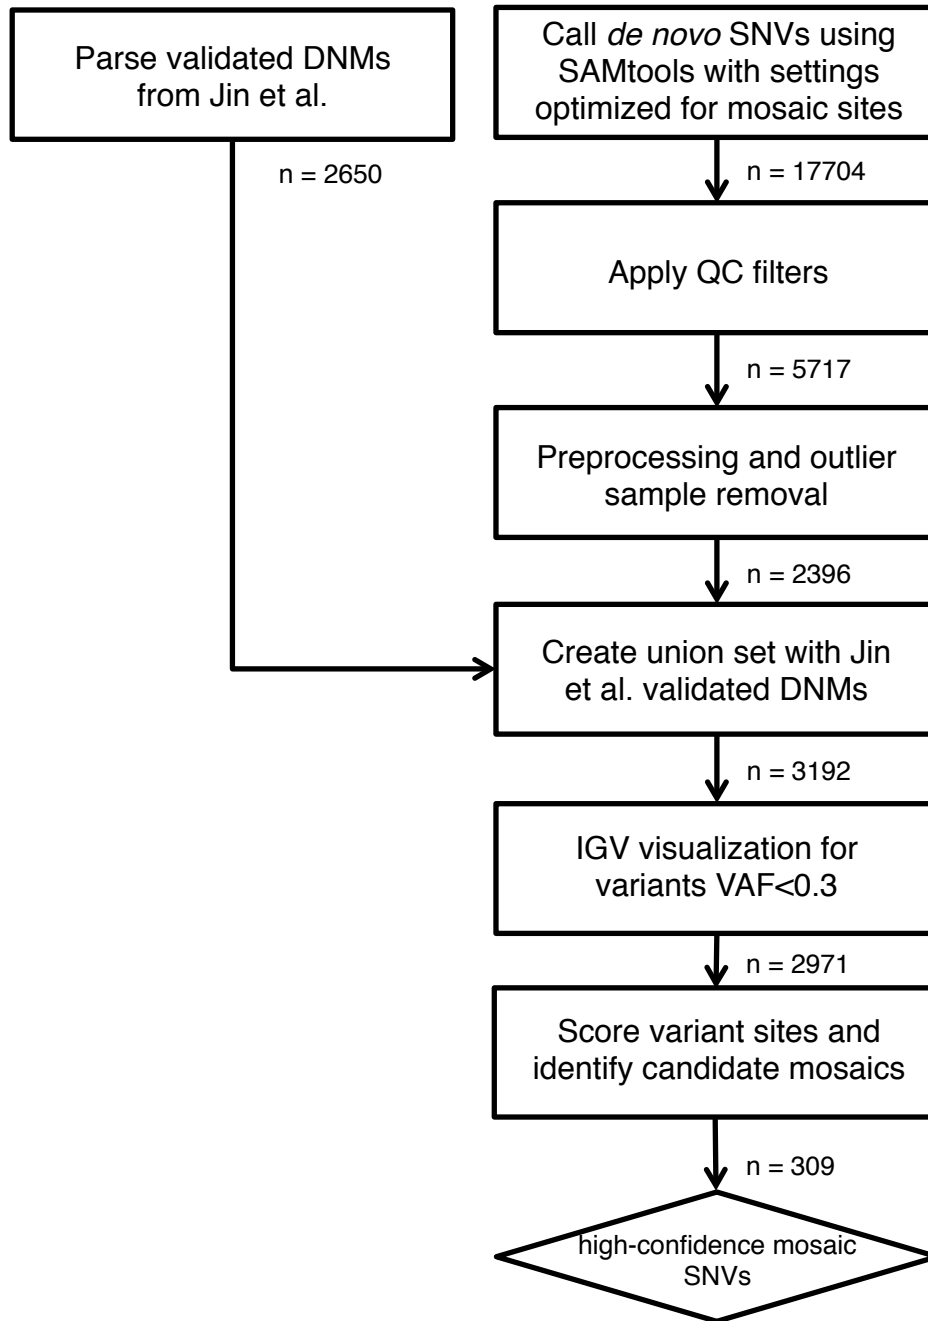 Parse validated DNMs
from Jin et al.
n = 2650
Call de novo SNVs using
SAMtools with settings
optimized for mosaic sites
n = 17704
Apply QC filters
n = 5717
Preprocessing and outlier
sample removal
n = 2396
Create union set with Jin
et al. validated DNMs
n = 3192
IGV visualization for
variants VAF<0.3
n = 2971
Score variant sites and
identify candidate mosaics
n = 309
high-confidence mosaic
SNVs